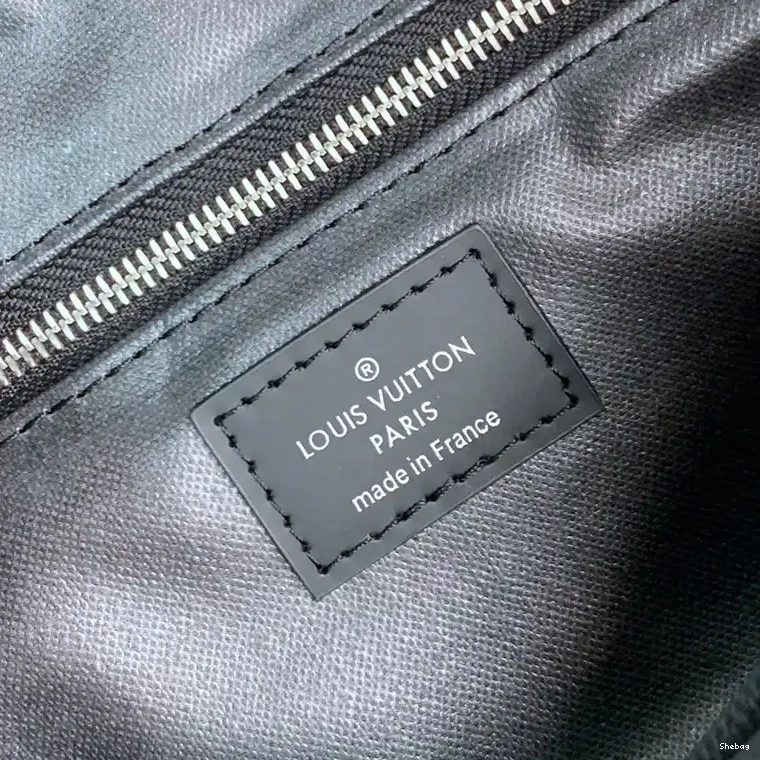 ®
LOUIS VUITTON
PARIS
made in France
Shebag